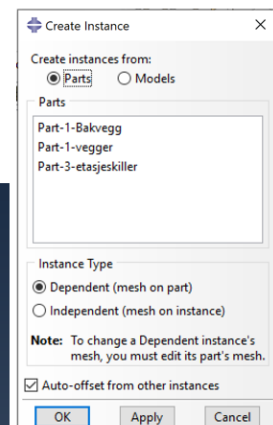 Create Instance
Create instances from:
Parts Models
Parts
Part-1-Bakvegg
Part-1-vegger
Part-3-etasjeskiller
Instance Type
Dependent (mesh on part)
Independent (mesh on instance)
Note: To change a Dependent instance's
mesh, you must edit its part's mesh.
Auto-offset from other instances
OK Apply Cancel